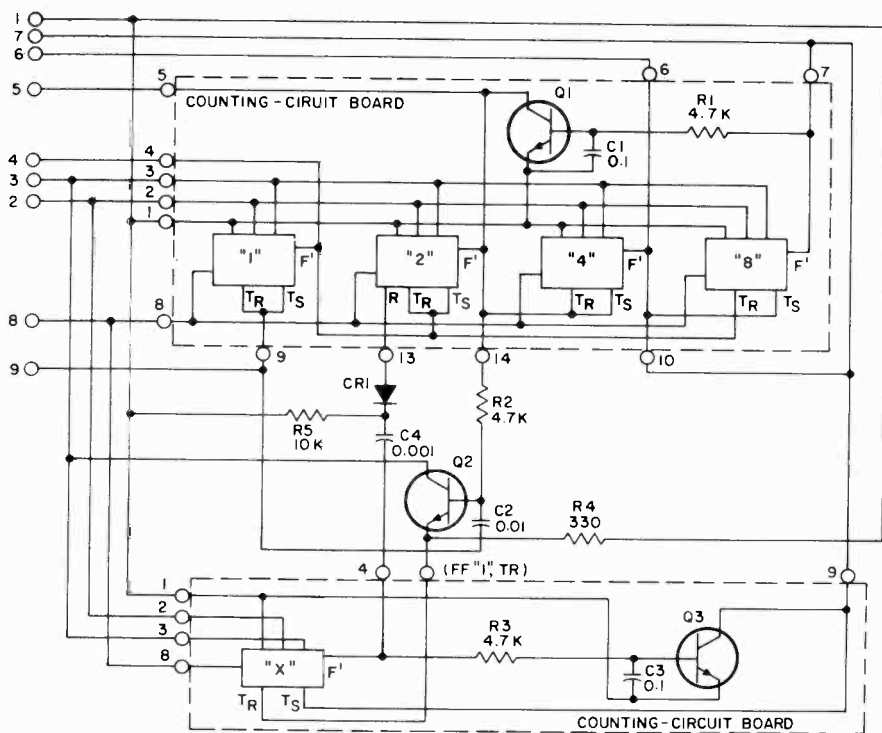 1
7
6
5
5
COUNTING-CIRUIT BOARD
Q1
6
7
R1
4.7K
C1
0.1
4
3
2
4
3
2
1
"1"
F'
TR
TS
"2"
F'
R
TR
TS
"4"
F'
TR
TS
"8"
F'
TR
TS
8
8
9
9
13
14
10
CR1
R5
10K
C4
0.001
R2
4.7K
Q2
C2
0.01
R4
330
4
(FF "1", TR)
9
1
2
3
8
"X"
F'
TR
TS
R3
4.7K
Q3
C3
0.1
COUNTING-CIRCUIT BOARD